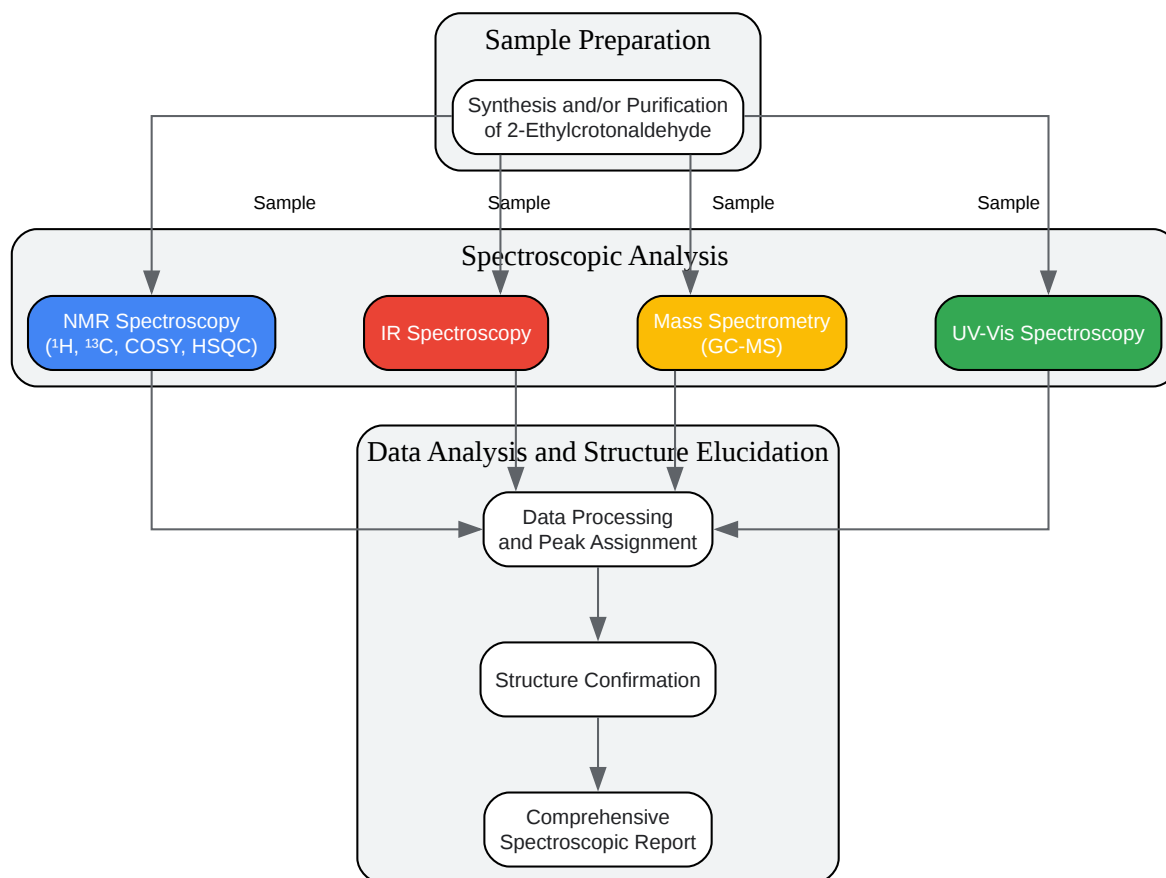 Sample Preparation
Synthesis and/or Purification
of 2-Ethylcrotonaldehyde
Sample
Sample
Sample
Sample
Spectroscopic Analysis
NMR Spectroscopy
(¹H, ¹³C, COSY, HSQC)
IR Spectroscopy
Mass Spectrometry
(GC-MS)
UV-Vis Spectroscopy
Data Analysis and Structure Elucidation
Data Processing
and Peak Assignment
Structure Confirmation
Comprehensive
Spectroscopic Report